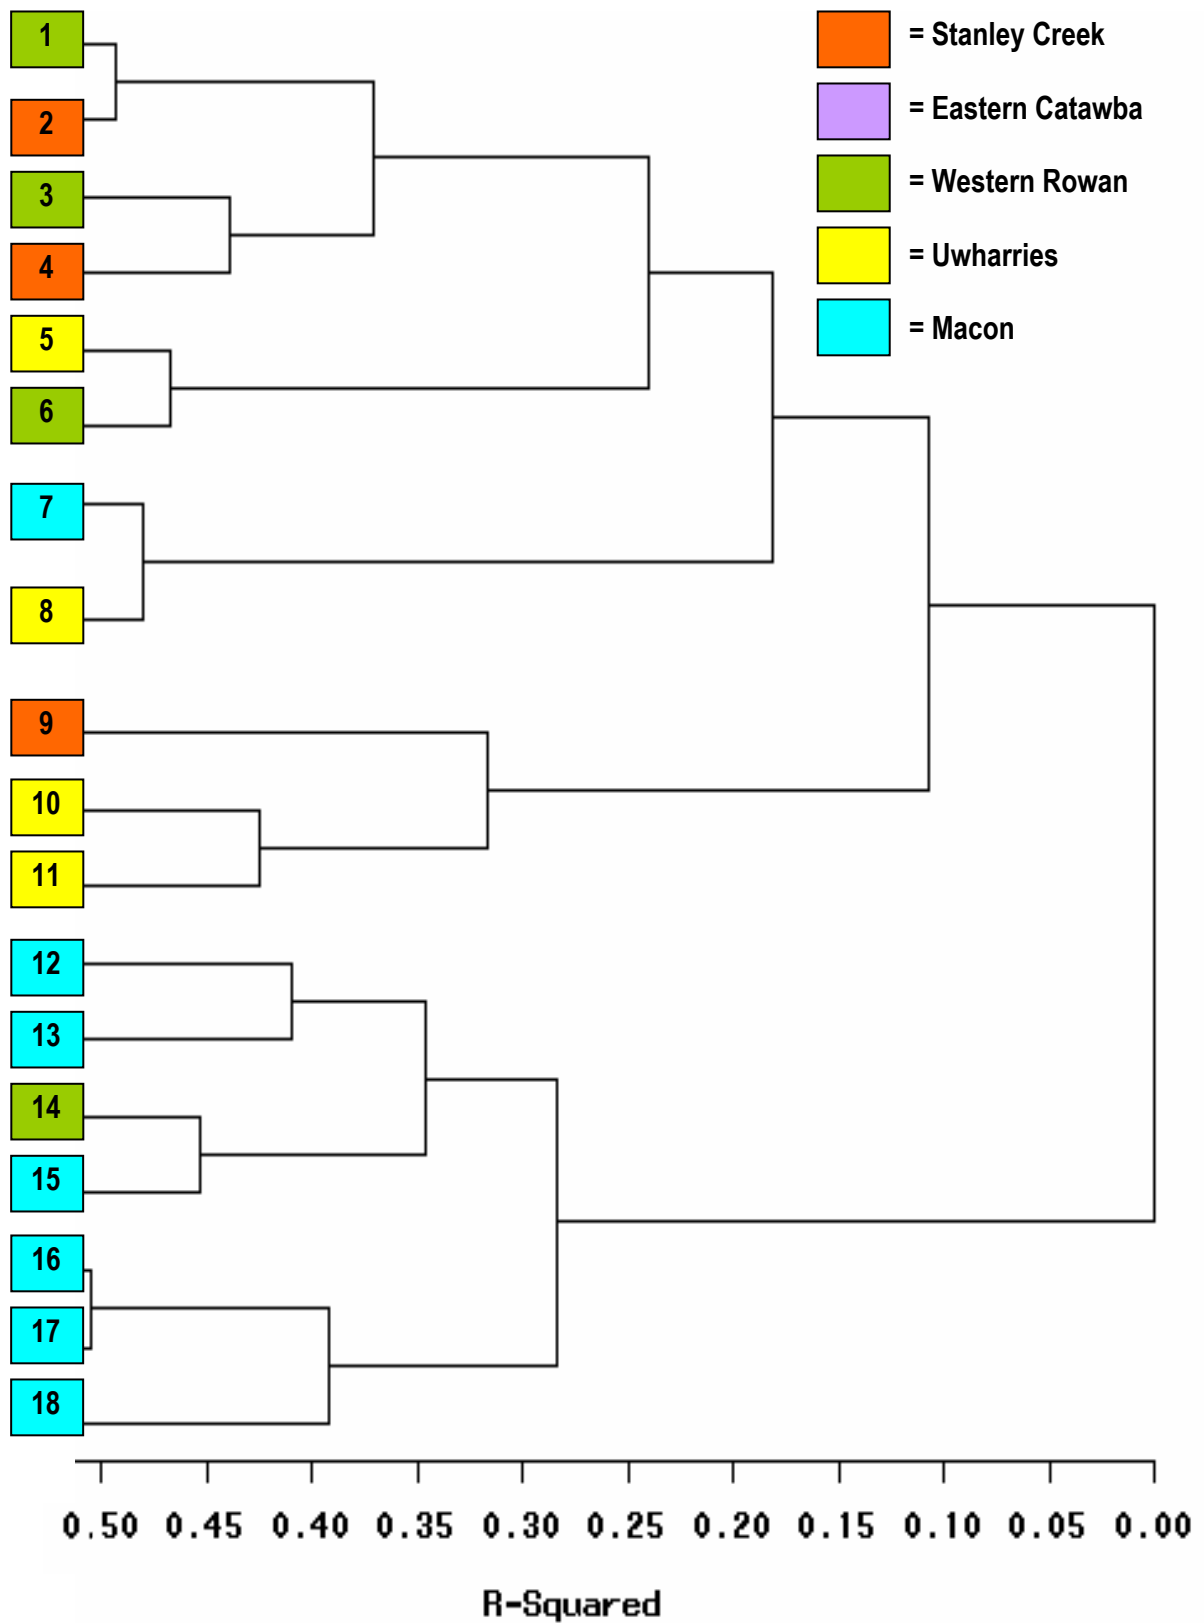 1
2
3
4
5
6
7
8
9
10
11
12
13
14
15
16
17
18
= Stanley Creek
= Eastern Catawba
= Western Rowan
= Uwharries
= Macon
0.50 0.45 0.40 0.35 0.30 0.25 0.20 0.15 0.10 0.05 0.00
R-Squared